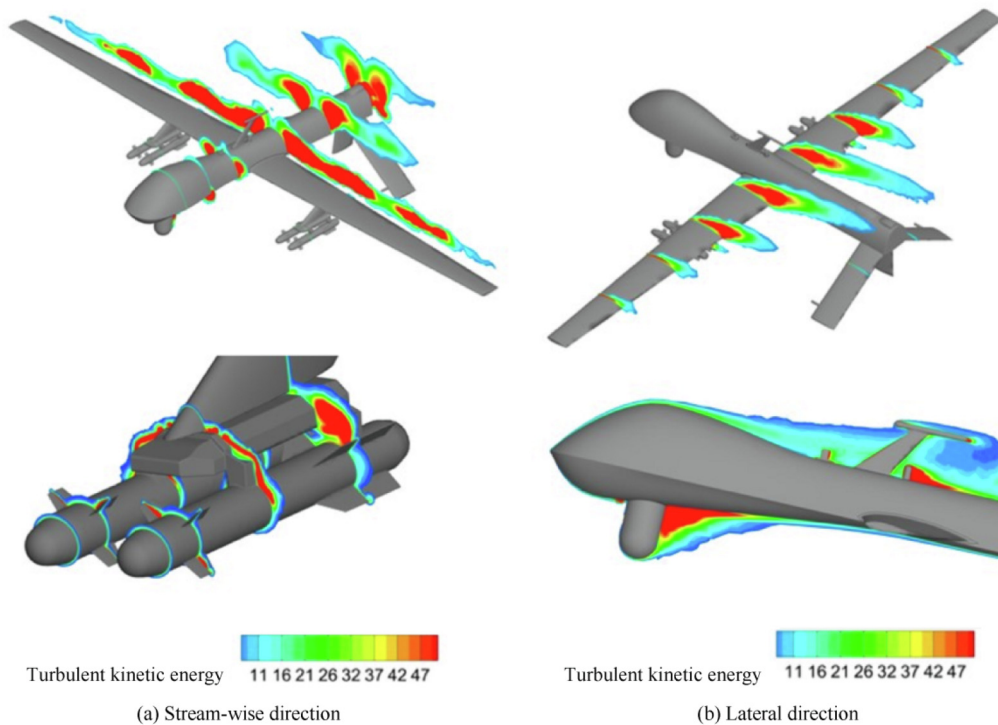 Turbulent kinetic energy
11 16 21 26 32 37 42 47
(a) Stream-wise direction
Turbulent kinetic energy
11 16 21 26 32 37 42 47
(b) Lateral direction